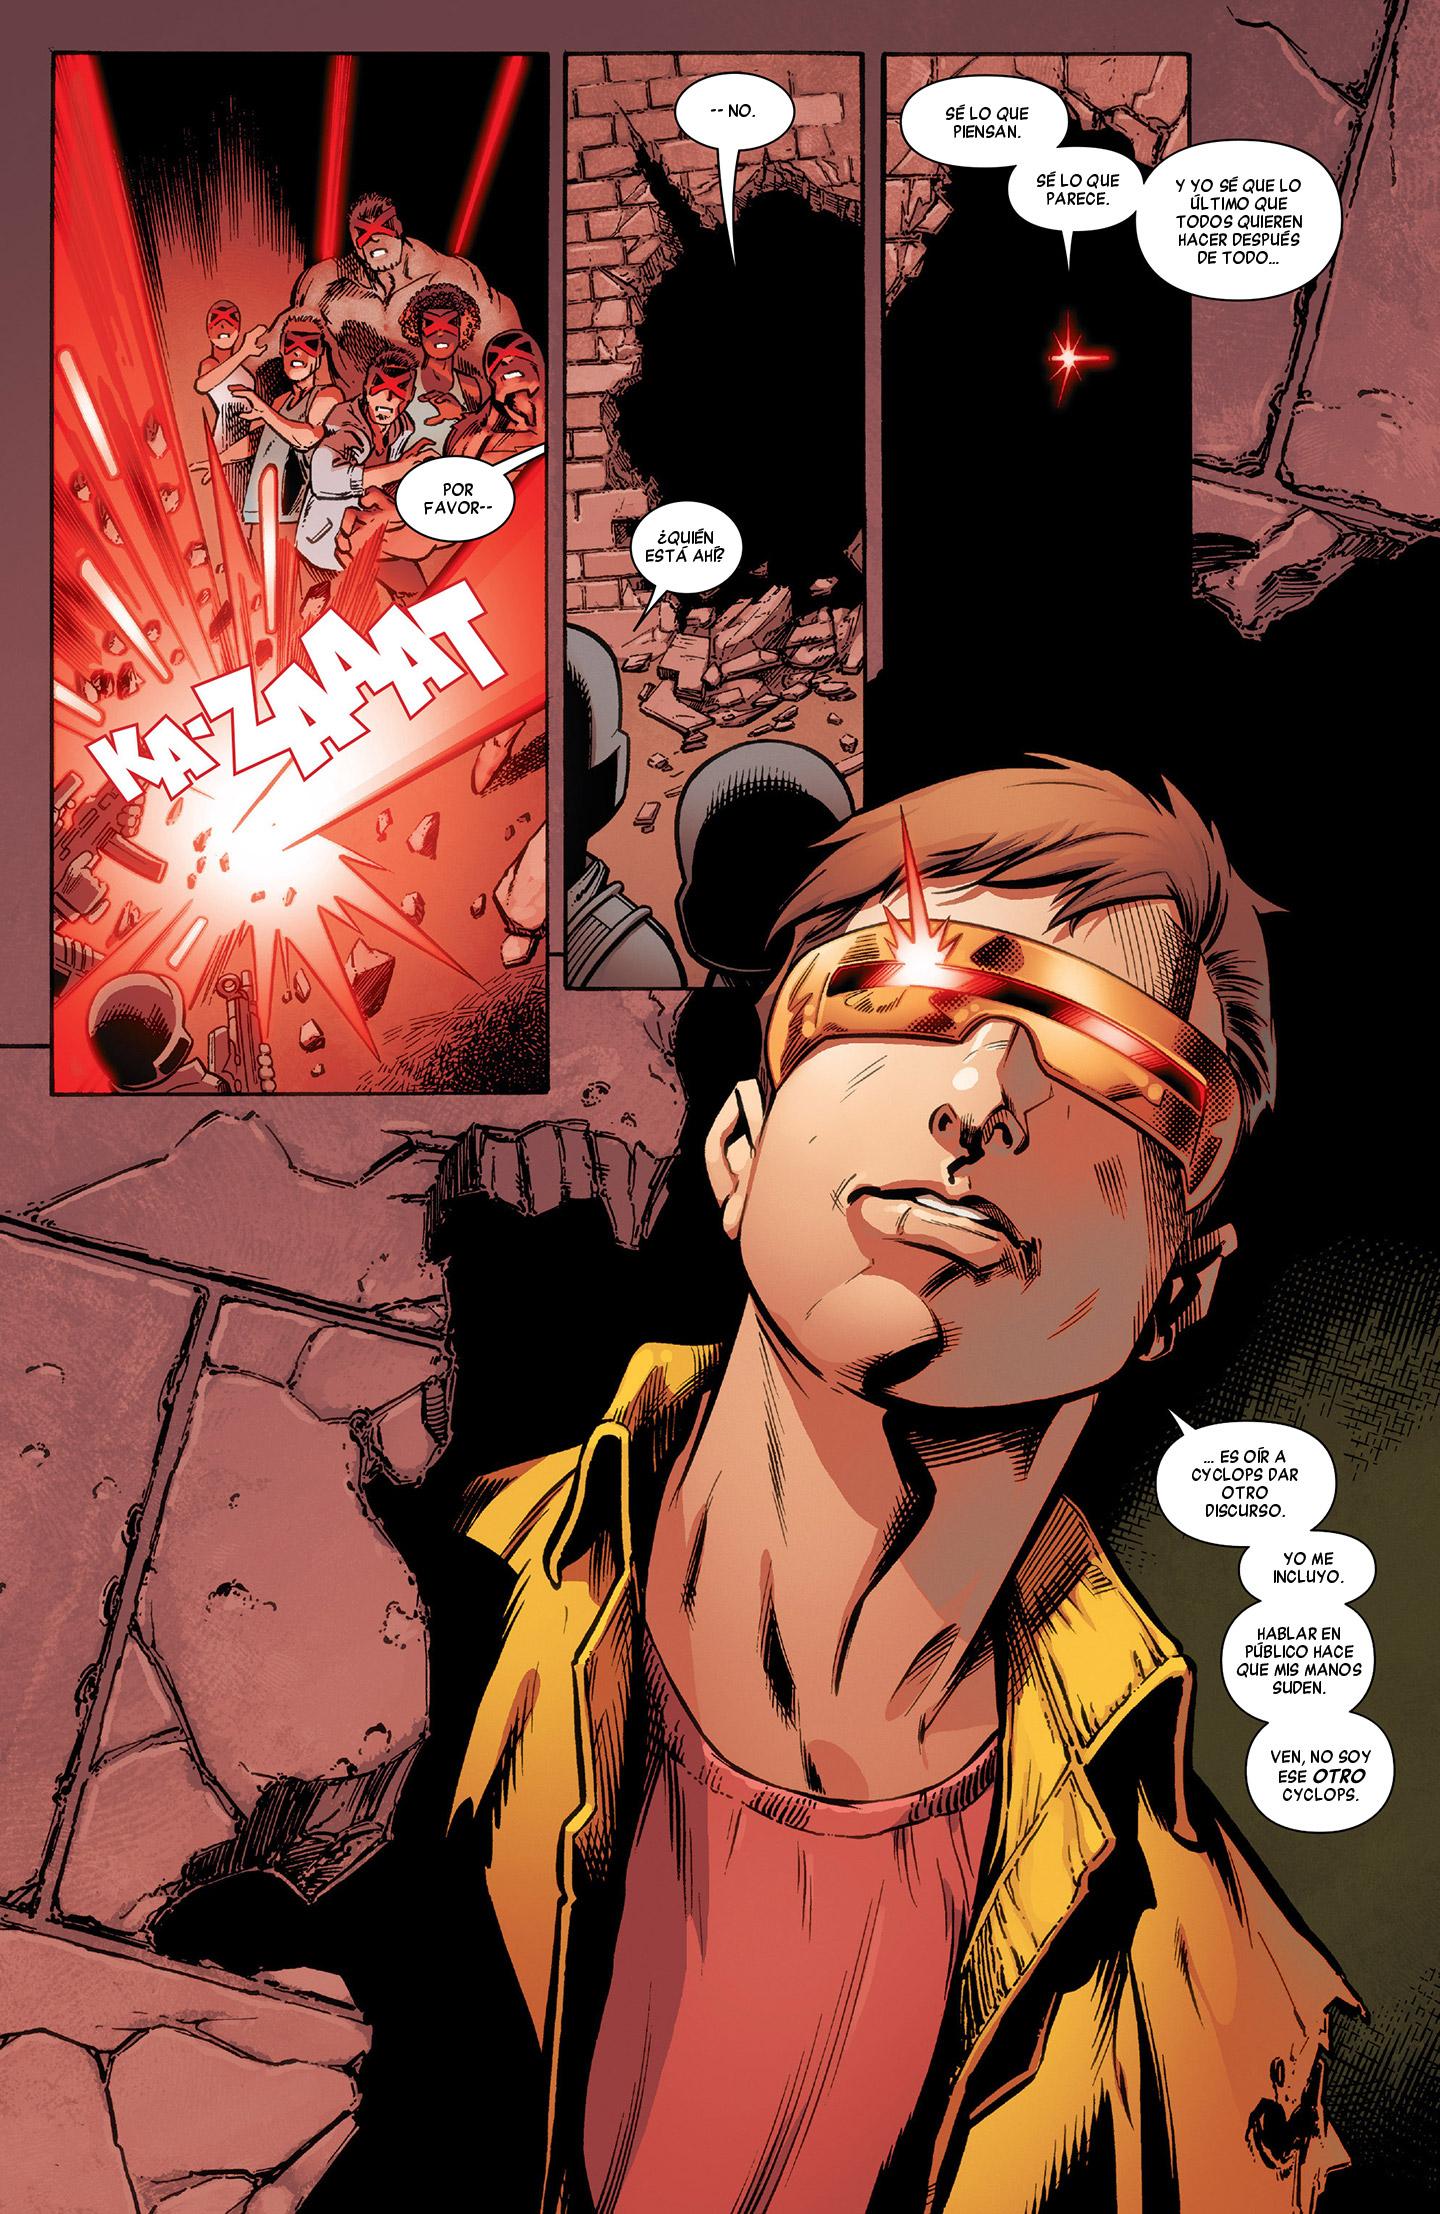 POR
FAVOR--
KA-ZAAAAT
-- NO.
¿QUIÉN
ESTÁ AHÍ?
SÉ LO QUE
PIENSAN.
SÉ LO QUE
PARECE.
Y YO SÉ QUE LO
ÚLTIMO QUE
TODOS QUIEREN
HACER DESPUÉS
DE TODO...
... ES OÍR A
CYCLOPS DAR
OTRO
DISCURSO.
YO ME
INCLUYO.
HABLAR EN
PÚBLICO HACE
QUE MIS MANOS
SUDEN.
VEN, NO SOY
ESE OTRO
CYCLOPS.